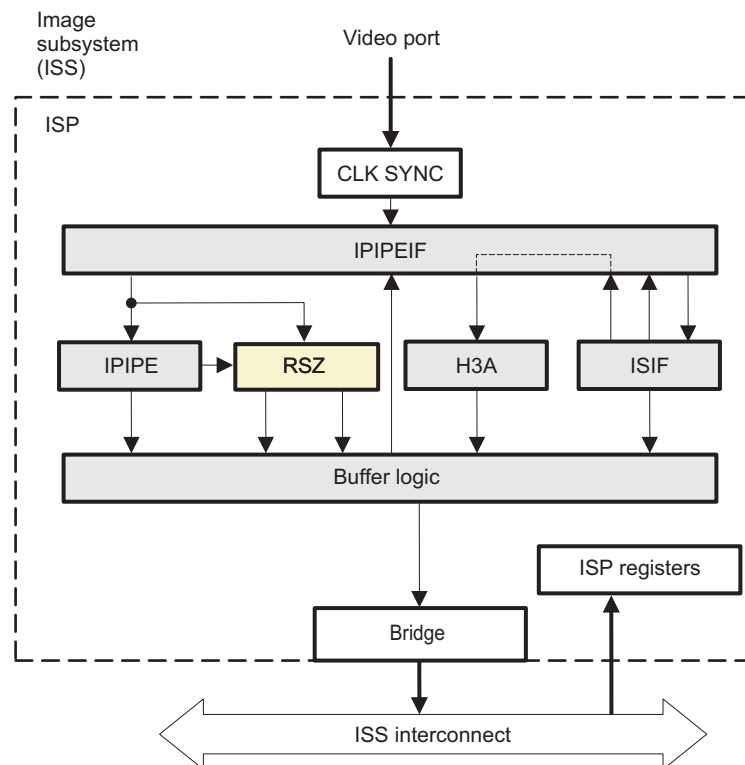 Image
subsystem
(ISS)
Video port
ISP
CLK SYNC
IPIPEIF
IPIPE
RSZ
H3A
ISIF
Buffer logic
ISP registers
Bridge
ISS interconnect